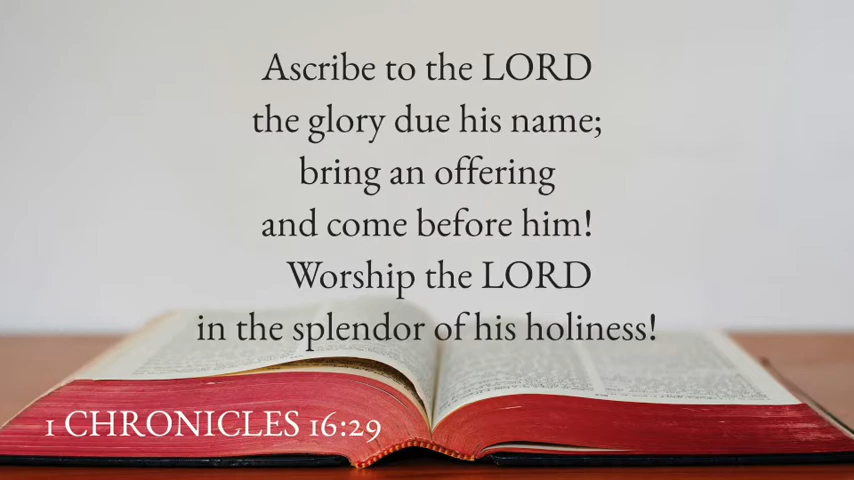 Ascribe to the LORD
the glory due his name;
bring an offering
and come before him!
Worship the LORD
in the splendor of his holiness!
1 CHRONICLES 16:29